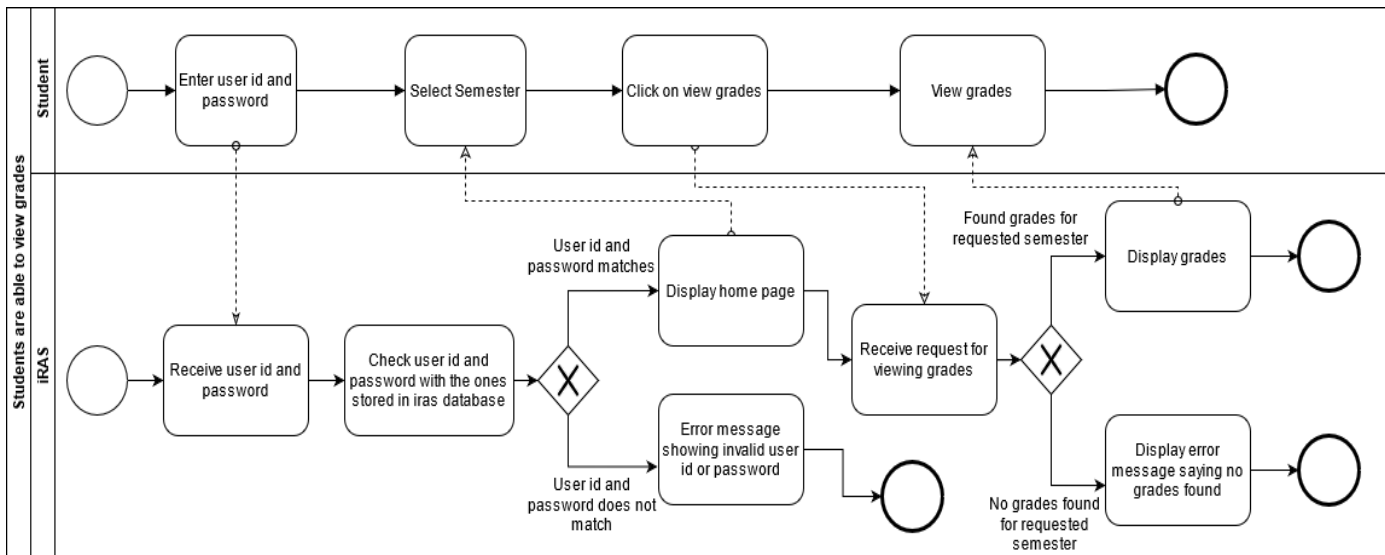 Students are able to view grades
Student
Enter user id and
password
Select Semester
Click on view grades
View grades
iRAS
Receive user id and
password
Check user id and
password with the ones
stored in iras database
X
User id and
password matches
Display home page
User id and
password does not
match
Error message
showing invalid user
id or password
Receive request for
viewing grades
X
Found grades for
requested semester
Display grades
No grades found
for requested
semester
Display error
message saying no
grades found